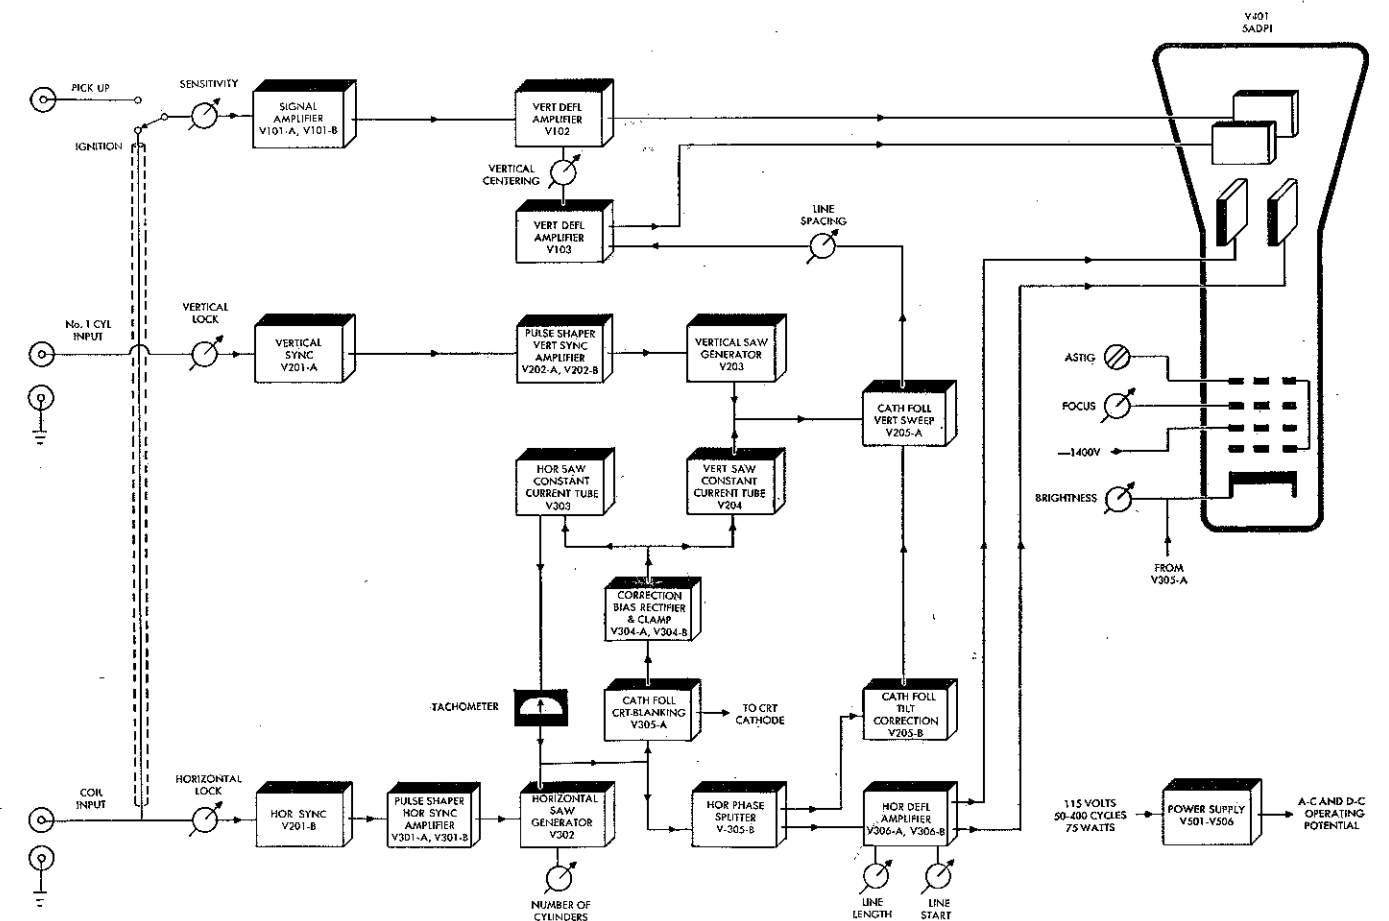 V401
5ADP1
PICK UP
SENSITIVITY
SIGNAL
AMPLIFIER
V101-A, V101-B
VERT DEFL
AMPLIFIER
V102
IGNITION
VERTICAL
CENTERING
VERT DEFL
AMPLIFIER
V103
LINE
SPACING
No. 1 CYL
INPUT
VERTICAL
LOCK
VERTICAL
SYNC
V201-A
PULSE SHAPER
VERT SYNC
AMPLIFIER
V202-A, V202-B
VERTICAL SAW
GENERATOR
V203
CATH FOLL
VERT SWEEP
V205-A
ASTIG
FOCUS
—1400V
BRIGHTNESS
FROM
V305-A
HOR SAW
CONSTANT
CURRENT TUBE
V303
VERT SAW
CONSTANT
CURRENT TUBE
V204
CORRECTION
BIAS RECTIFIER
& CLAMP
V304-A, V304-B
TACHOMETER
CATH FOLL
CRT-BLANKING
V305-A
TO CRT
CATHODE
CATH FOLL
TILT
CORRECTION
V205-B
COIL
INPUT
HORIZONTAL
LOCK
HOR SYNC
V201-B
PULSE SHAPER
HOR SYNC
AMPLIFIER
V301-A, V301-B
HORIZONTAL
SAW
GENERATOR
V302
HOR PHASE
SPLITTER
V-305-B
HOR DEFL
AMPLIFIER
V306-A, V306-B
115 VOLTS
50-400 CYCLES
75 WATTS
POWER SUPPLY
V501-V506
A-C AND D-C
OPERATING
POTENTIAL
NUMBER OF
CYLINDERS
LINE
LENGTH
LINE
START